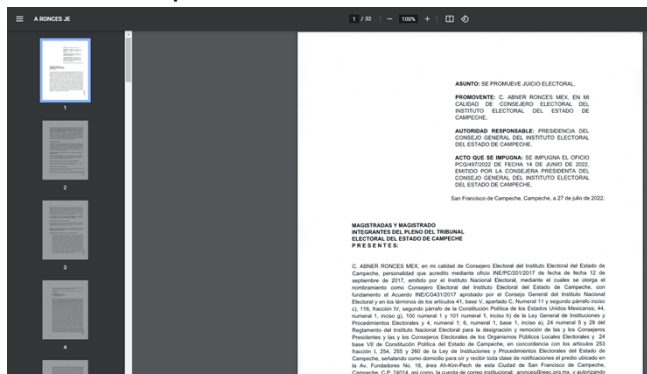 A RONCES JE
1 / 32 | — 100% +
1
2
3
4
ASUNTO: SE PROMUEVE JUICIO ELECTORAL.
PROMOVENTE: C. ABNER RONCES MEX, EN MI
CALIDAD DE CONSEJERO ELECTORAL DEL
INSTITUTO ELECTORAL DEL ESTADO DE
CAMPECHE.
AUTORIDAD RESPONSABLE: PRESIDENCIA DEL
CONSEJO GENERAL DEL INSTITUTO ELECTORAL
DEL ESTADO DE CAMPECHE.
ACTO QUE SE IMPUGNA: SE IMPUGNA EL OFICIO
PCG/497/2022 DE FECHA 14 DE JUNIO DE 2022,
EMITIDO POR LA CONSEJERA PRESIDENTA DEL
CONSEJO GENERAL DEL INSTITUTO ELECTORAL
DEL ESTADO DE CAMPECHE.
San Francisco de Campeche, Campeche, a 27 de julio de 2022.
MAGISTRADAS Y MAGISTRADO
INTEGRANTES DEL PLENO DEL TRIBUNAL
ELECTORAL DEL ESTADO DE CAMPECHE
P R E S E N T E S:
C. ABNER RONCES MEX, en mi calidad de Consejero Electoral del Instituto Electoral del Estado de
Campeche, personalidad que acredito mediante oficio INE/PC/201/2017 de fecha de fecha 12 de
septiembre de 2017, emitido por el Instituto Nacional Electoral, mediante el cuales se otorga el
nombramiento como Consejero Electoral del Instituto Electoral del Estado de Campeche, con
fundamento el Acuerdo INE/CG431/2017 aprobado por el Consejo General del Instituto Nacional
Electoral y en los términos de los artículos 41, base V, apartado C, Numeral 11 y segundo párrafo inciso
c), 116, fracción IV, segundo párrafo de la Constitución Política de los Estados Unidos Mexicanos; 44,
numeral 1, inciso g), 100 numeral 1 y 101 numeral 1, inciso b) de la Ley General de Instituciones y
Procedimientos Electorales y 4, numeral 1; 6, numeral 1, base 1, inciso a), 24 numeral 5 y 28 del
Reglamento del Instituto Nacional Electoral para la designación y remoción de las y los Consejeros
Presidentes y las y los Consejeros Electorales de los Organismos Públicos Locales Electorales y 24
base VII de Constitución Política del Estado de Campeche, en concordancia con los artículos 253
fracción I, 254, 255 y 260 de la Ley de Instituciones y Procedimientos Electorales del Estado de
Campeche, señalando como domicilio para oír y recibir toda clase de notificaciones el predio ubicado en
la Av. Fundadores No. 18, área Ah-Kim-Pech de esta Ciudad de San Francisco de Campeche,
Campeche, C.P. 24014, así como, la cuenta de correo institucional: aronces@ieec.org.mx, y autorizando